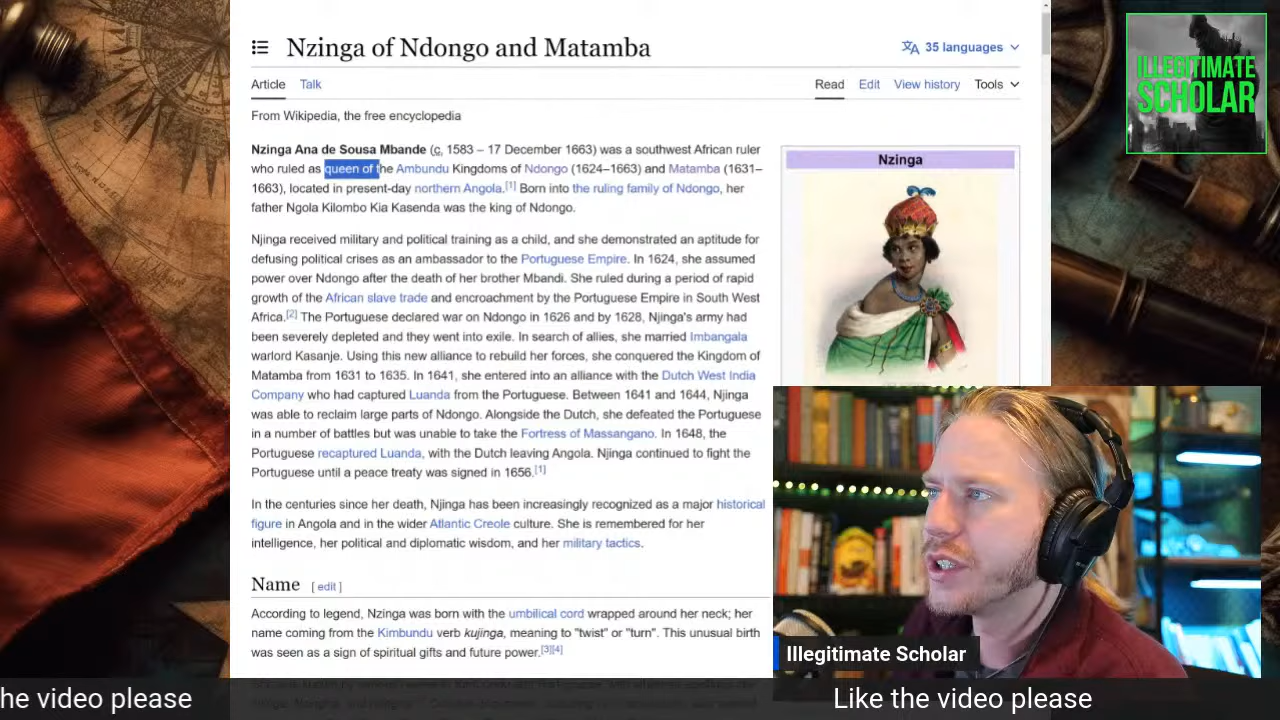 Nzinga of Ndongo and Matamba
35 languages
Article Talk
Read Edit View history Tools
From Wikipedia, the free encyclopedia
Nzinga Ana de Sousa Mbande (c. 1583 – 17 December 1663) was a southwest African ruler
who ruled as queen of the Ambundu Kingdoms of Ndongo (1624–1663) and Matamba (1631–
1663), located in present-day northern Angola.[1] Born into the ruling family of Ndongo, her
father Ngola Kilombo Kia Kasenda was the king of Ndongo.
Njinga received military and political training as a child, and she demonstrated an aptitude for
defusing political crises as an ambassador to the Portuguese Empire. In 1624, she assumed
power over Ndongo after the death of her brother Mbandi. She ruled during a period of rapid
growth of the African slave trade and encroachment by the Portuguese Empire in South West
Africa.[2] The Portuguese declared war on Ndongo in 1626 and by 1628, Njinga's army had
been severely depleted and they went into exile. In search of allies, she married Imbangala
warlord Kasanje. Using this new alliance to rebuild her forces, she conquered the Kingdom of
Matamba from 1631 to 1635. In 1641, she entered into an alliance with the Dutch West India
Company who had captured Luanda from the Portuguese. Between 1641 and 1644, Njinga
was able to reclaim large parts of Ndongo. Alongside the Dutch, she defeated the Portuguese
in a number of battles but was unable to take the Fortress of Massangano. In 1648, the
Portuguese recaptured Luanda, with the Dutch leaving Angola. Njinga continued to fight the
Portuguese until a peace treaty was signed in 1656.[1]
In the centuries since her death, Njinga has been increasingly recognized as a major historical
figure in Angola and in the wider Atlantic Creole culture. She is remembered for her
intelligence, her political and diplomatic wisdom, and her military tactics.
Name [ edit ]
According to legend, Nzinga was born with the umbilical cord wrapped around her neck; her
name coming from the Kimbundu verb kujinga, meaning to "twist" or "turn". This unusual birth
was seen as a sign of spiritual gifts and future power.[3][4]
Nzinga
ILLEGITIMATE
SCHOLAR
Illegitimate Scholar
he video please
Like the video please